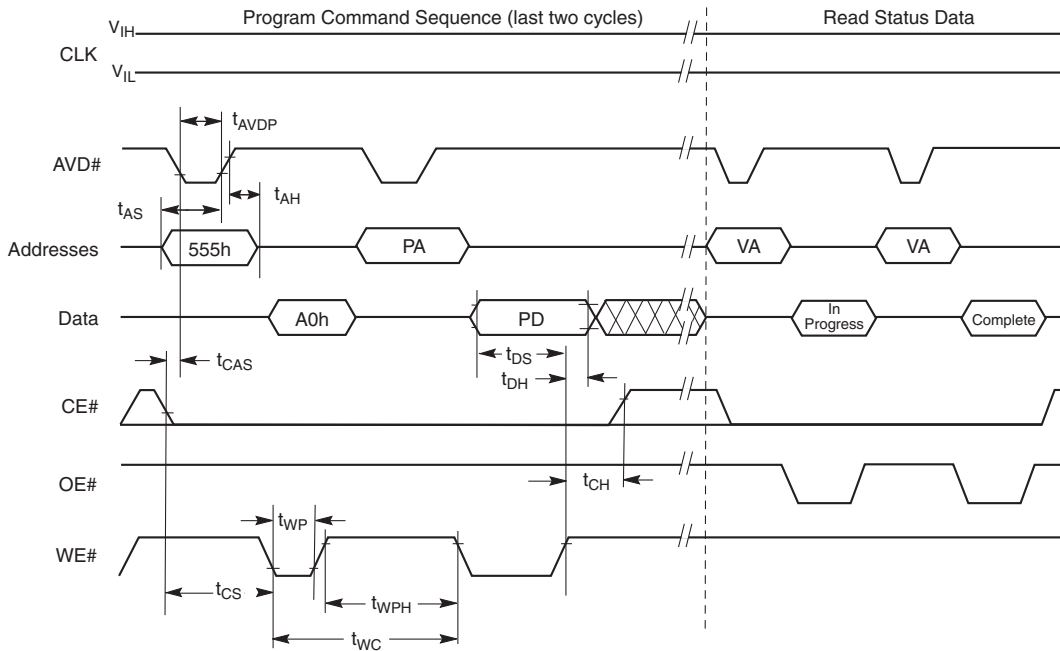 Program Command Sequence (last two cycles)
Read Status Data
VIH
CLK
VIL
tAVDP
AVD#
tAH
tAS
Addresses
555h
PA
VA
VA
Data
A0h
PD
In
Progress
Complete
tDS
tCAS
tDH
CE#
tCH
OE#
tWP
WE#
tCS
tWPH
tWC